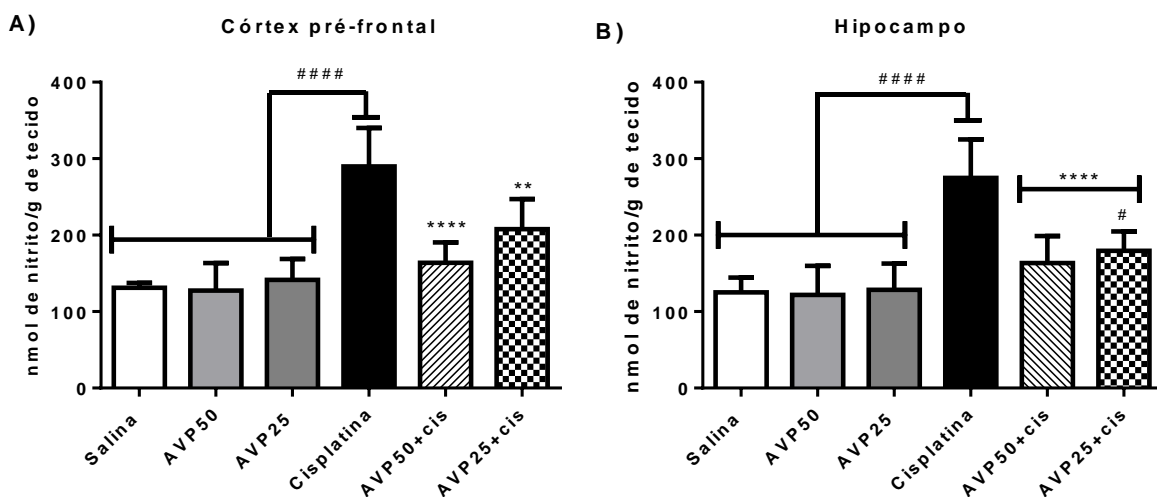 A)
Córtex pré-frontal
nmol de nitrito/g de tecido
400
300
200
100
0
####
****
**
Salina
AVP50
AVP25
Cisplatina
AVP50+cis
AVP25+cis
B)
Hipocampo
nmol de nitrito/g de tecido
400
300
200
100
0
####
****
#
Salina
AVP50
AVP25
Cisplatina
AVP50+cis
AVP25+cis